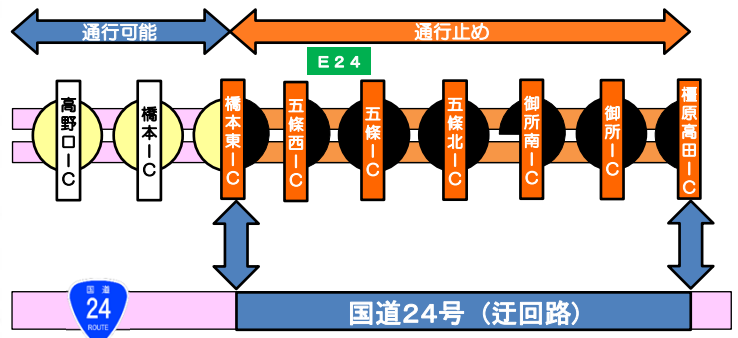 通行可能
通行止め
E24
高野口IC
橋本IC
橋本東IC
五條西IC
五條IC
五條北IC
御所南IC
御所IC
橿原高田IC
国道
24
ROUTE
国道24号（迂回路）